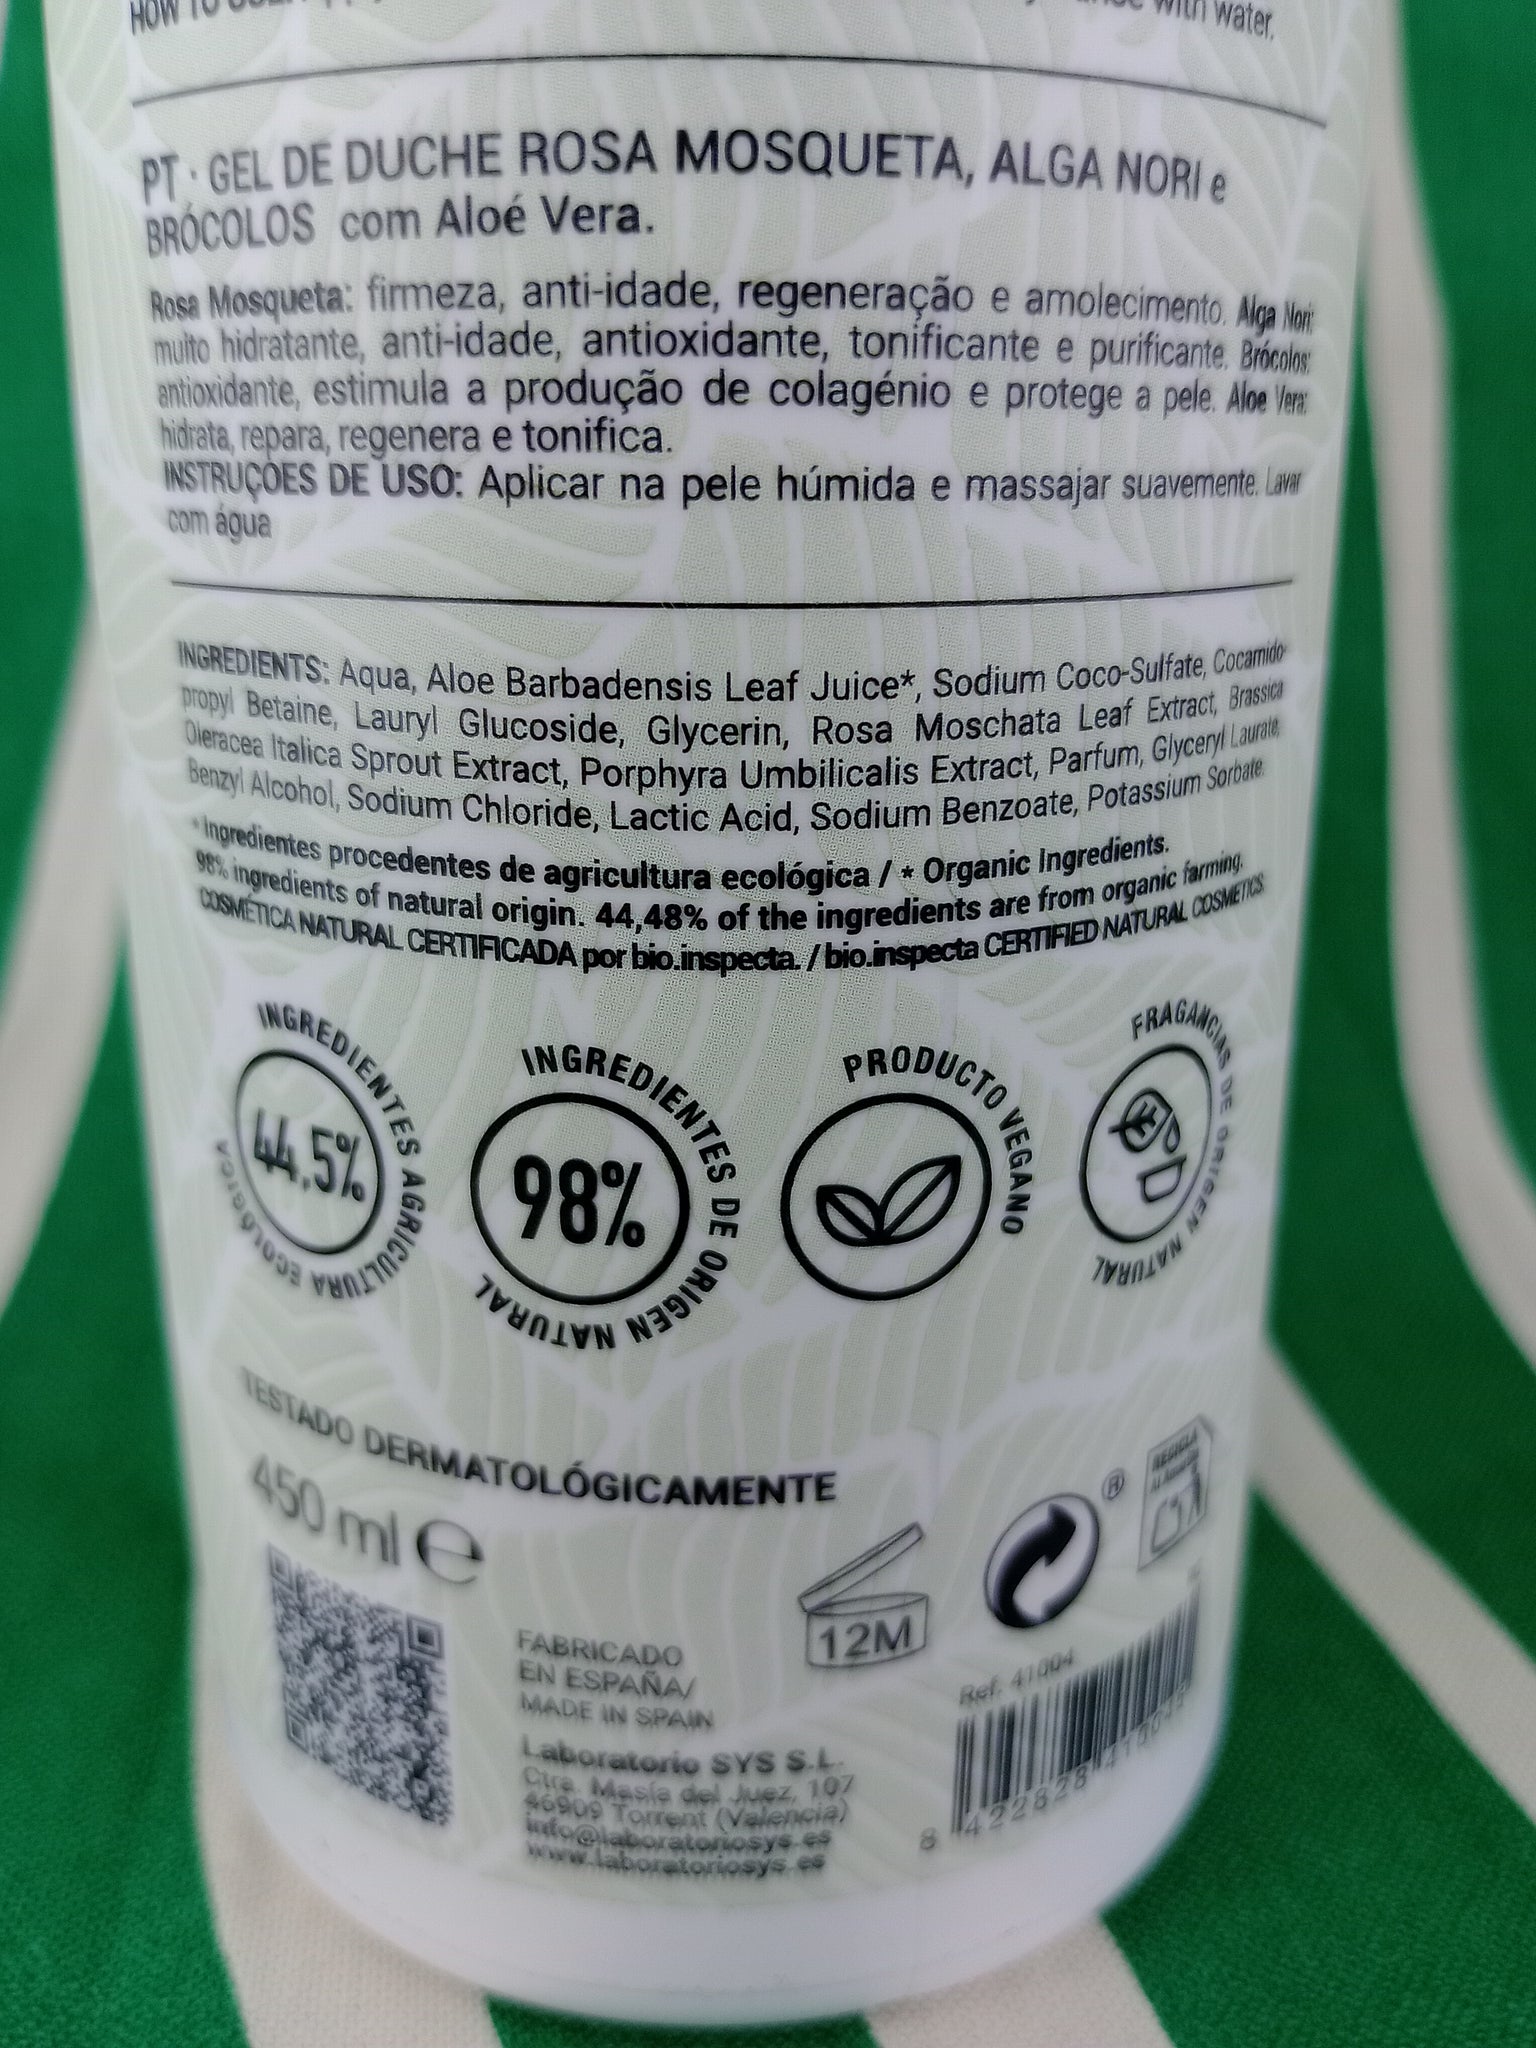 HOW TO
with water.
PT · GEL DE DUCHE ROSA MOSQUETA, ALGA NORI e
BRÓCOLOS com Aloé Vera.
Rosa Mosqueta: firmeza, anti-idade, regeneração e amolecimento. Alga Nori:
muito hidratante, anti-idade, antioxidante, tonificante e purificante. Brócolos:
antioxidante, estimula a produção de colagénio e protege a pele. Aloe Vera:
hidrata, repara, regenera e tonifica.
INSTRUÇOES DE USO: Aplicar na pele húmida e massajar suavemente. Lavar
com água
INGREDIENTS: Aqua, Aloe Barbadensis Leaf Juice*, Sodium Coco-Sulfate, Cocamido-
propyl Betaine, Lauryl Glucoside, Glycerin, Rosa Moschata Leaf Extract, Brassica
Oleracea Italica Sprout Extract, Porphyra Umbilicalis Extract, Parfum, Glyceryl Laurate,
Benzyl Alcohol, Sodium Chloride, Lactic Acid, Sodium Benzoate, Potassium Sorbate.
* Ingredientes procedentes de agricultura ecológica / * Organic Ingredients.
98% ingredients of natural origin. 44,48% of the ingredients are from organic farming.
COSMÉTICA NATURAL CERTIFICADA por bio.inspecta. / bio.inspecta CERTIFIED NATURAL COSMETICS
INGREDIENTES AGRICULTURA ECOLÓGICA
44.5%
INGREDIENTES DE ORIGEN NATURAL
98%
PRODUCTO VEGANO
FRAGANCIAS DE ORIGEN NATURAL
TESTADO DERMATOLÓGICAMENTE
450 ml e
12M
®
RECICLA
FABRICADO
EN ESPAÑA/
MADE IN SPAIN
Laboratorio SYS S.L.
Ctra. Masía del Juez, 107
46909 Torrent (Valencia)
info@laboratoriosys.es
www.laboratoriosys.es
Ref. 41004
8 422828 410045